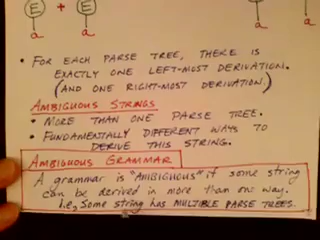 E + E
a a a a
• FOR EACH PARSE TREE, THERE IS
EXACTLY ONE LEFT-MOST DERIVATION.
(AND ONE RIGHT-MOST DERIVATION.)
AMBIGUOUS STRINGS
• MORE THAN ONE PARSE TREE.
• FUNDAMENTALLY DIFFERENT WAYS TO
DERIVE THIS STRING.
AMBIGUOUS GRAMMAR
A grammar is "AMBIGUOUS" if some string
can be derived in more than one way.
I.e., Some string has MULTIBLE PARSE TREES.